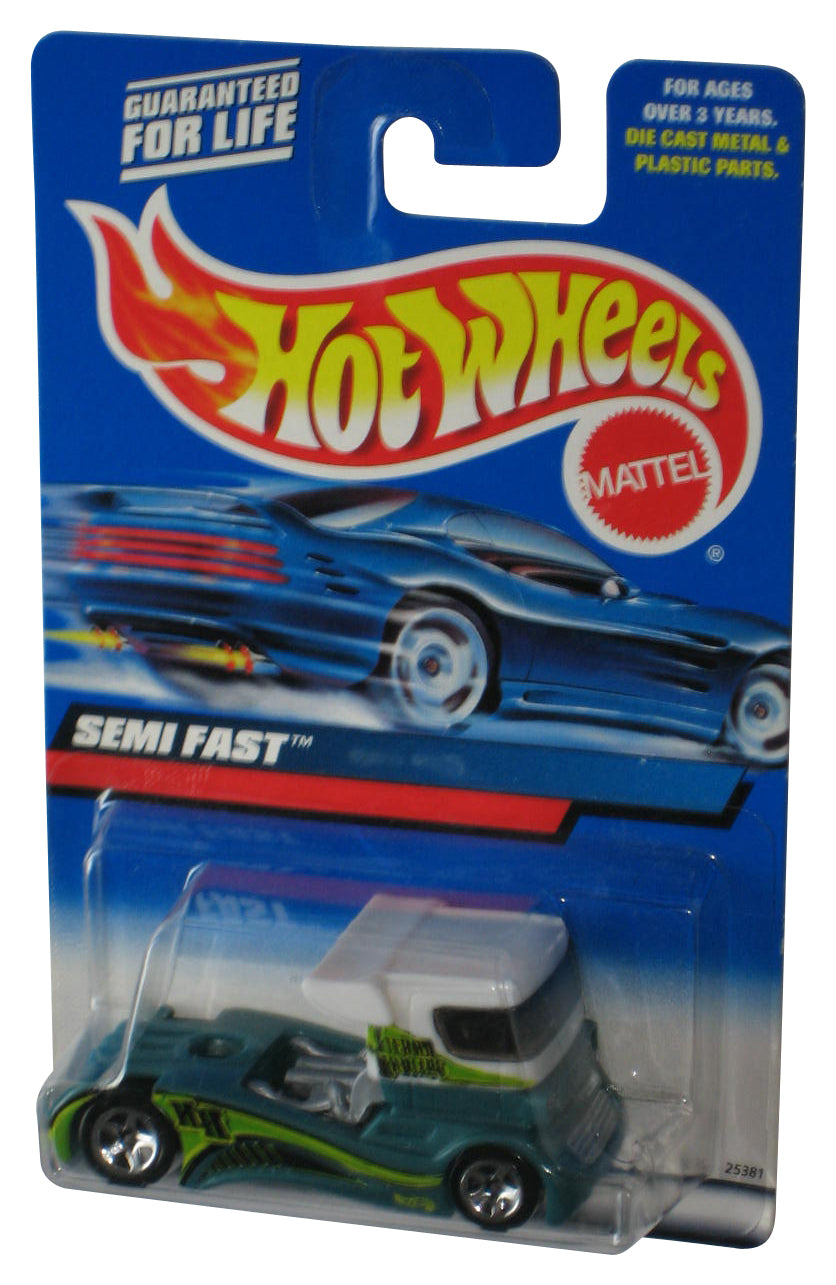 GUARANTEED
FOR LIFE
FOR AGES
OVER 3 YEARS.
DIE CAST METAL &
PLASTIC PARTS.
HOT WHEELS
MATTEL
®
SEMI FAST™
25381